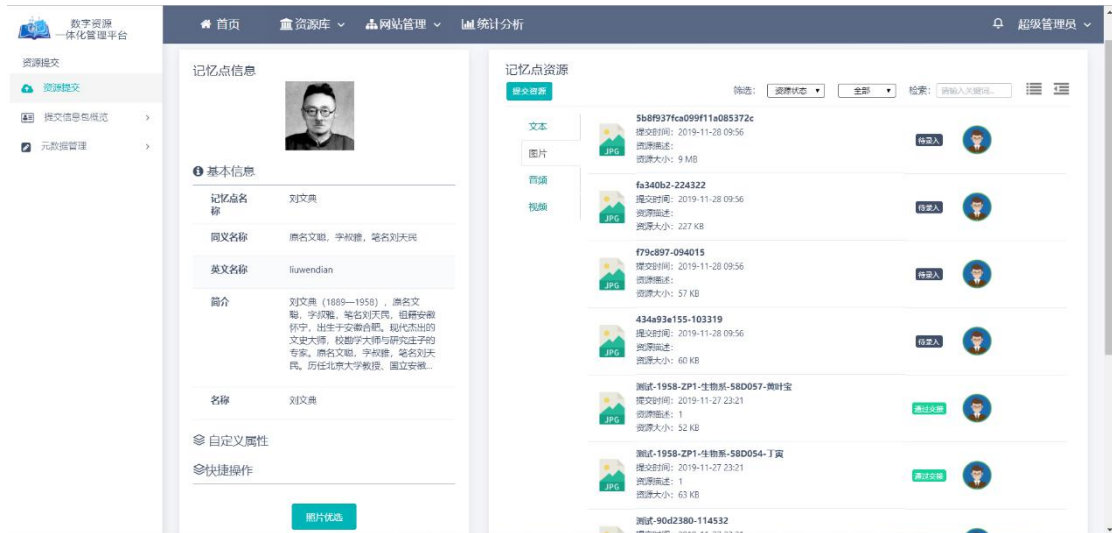 数字资源
一体化管理平台
首页
资源库
网站管理
统计分析
超级管理员
资源提交
资源提交
提交信息包概览
元数据管理
记忆点信息
基本信息
记忆点名
称
刘文典
同义名称
原名文聪,字叔雅,笔名刘天民
英文名称
liuwendian
简介
刘文典(1889—1958),原名文
聪,字叔雅,笔名刘天民,祖籍安徽
怀宁,出生于安徽合肥。现代杰出的
文史大师,校勘学大师与研究庄子的
专家。原名文聪,字叔雅,笔名刘天
民。历任北京大学教授、国立安徽...
名称
刘文典
自定义属性
快捷操作
照片优选
记忆点资源
提交资源
筛选:
资源状态
全部
检索:
请输入关键词...
文本
图片
音频
视频
JPG
5b8f937fca099f11a085372c
提交时间:2019-11-28 09:56
资源描述:
资源大小:9 MB
待录入
JPG
fa340b2-224322
提交时间:2019-11-28 09:56
资源描述:
资源大小:227 KB
待录入
JPG
f79c897-094015
提交时间:2019-11-28 09:56
资源描述:
资源大小:57 KB
待录入
JPG
434a93e155-103319
提交时间:2019-11-28 09:56
资源描述:
资源大小:60 KB
待录入
JPG
测试-1958-ZP1-生物系-58D057-黄叶宝
提交时间:2019-11-27 23:21
资源描述:1
资源大小:52 KB
通过交接
JPG
测试-1958-ZP1-生物系-58D054-丁寅
提交时间:2019-11-27 23:21
资源描述:1
资源大小:63 KB
通过交接
测试-90d2380-114532